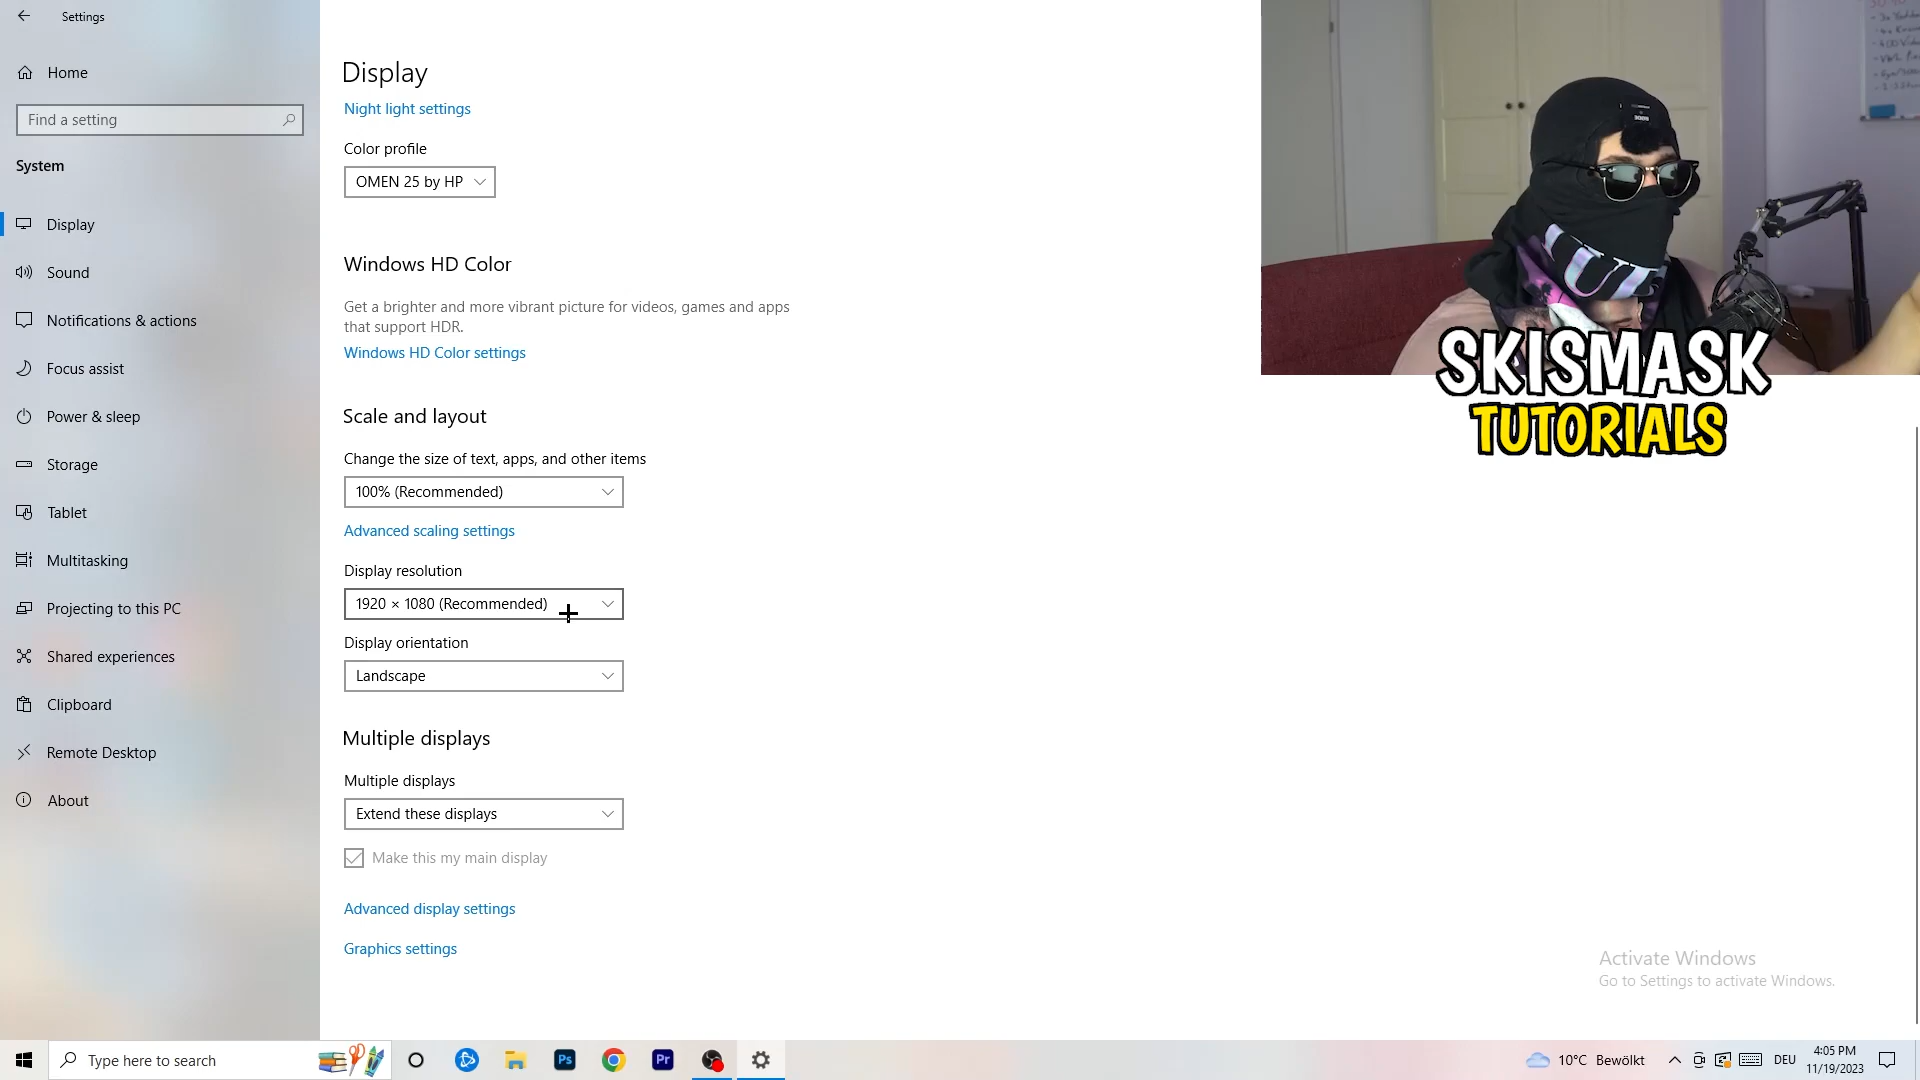 Settings
Home
Find a setting
System
Display
Sound
Notifications & actions
Focus assist
Power & sleep
Storage
Tablet
Multitasking
Projecting to this PC
Shared experiences
Clipboard
Remote Desktop
About
Display
Night light settings
Color profile
OMEN 25 by HP
Windows HD Color
Get a brighter and more vibrant picture for videos, games and apps
that support HDR.
Windows HD Color settings
Scale and layout
Change the size of text, apps, and other items
100% (Recommended)
Advanced scaling settings
Display resolution
1920 × 1080 (Recommended)
Display orientation
Landscape
Multiple displays
Multiple displays
Extend these displays
Make this my main display
Advanced display settings
Graphics settings
SKISMASK
TUTORIALS
Activate Windows
Go to Settings to activate Windows.
Type here to search
Ps
Pr
10°C Bewölkt
DEU
4:05 PM
11/19/2023